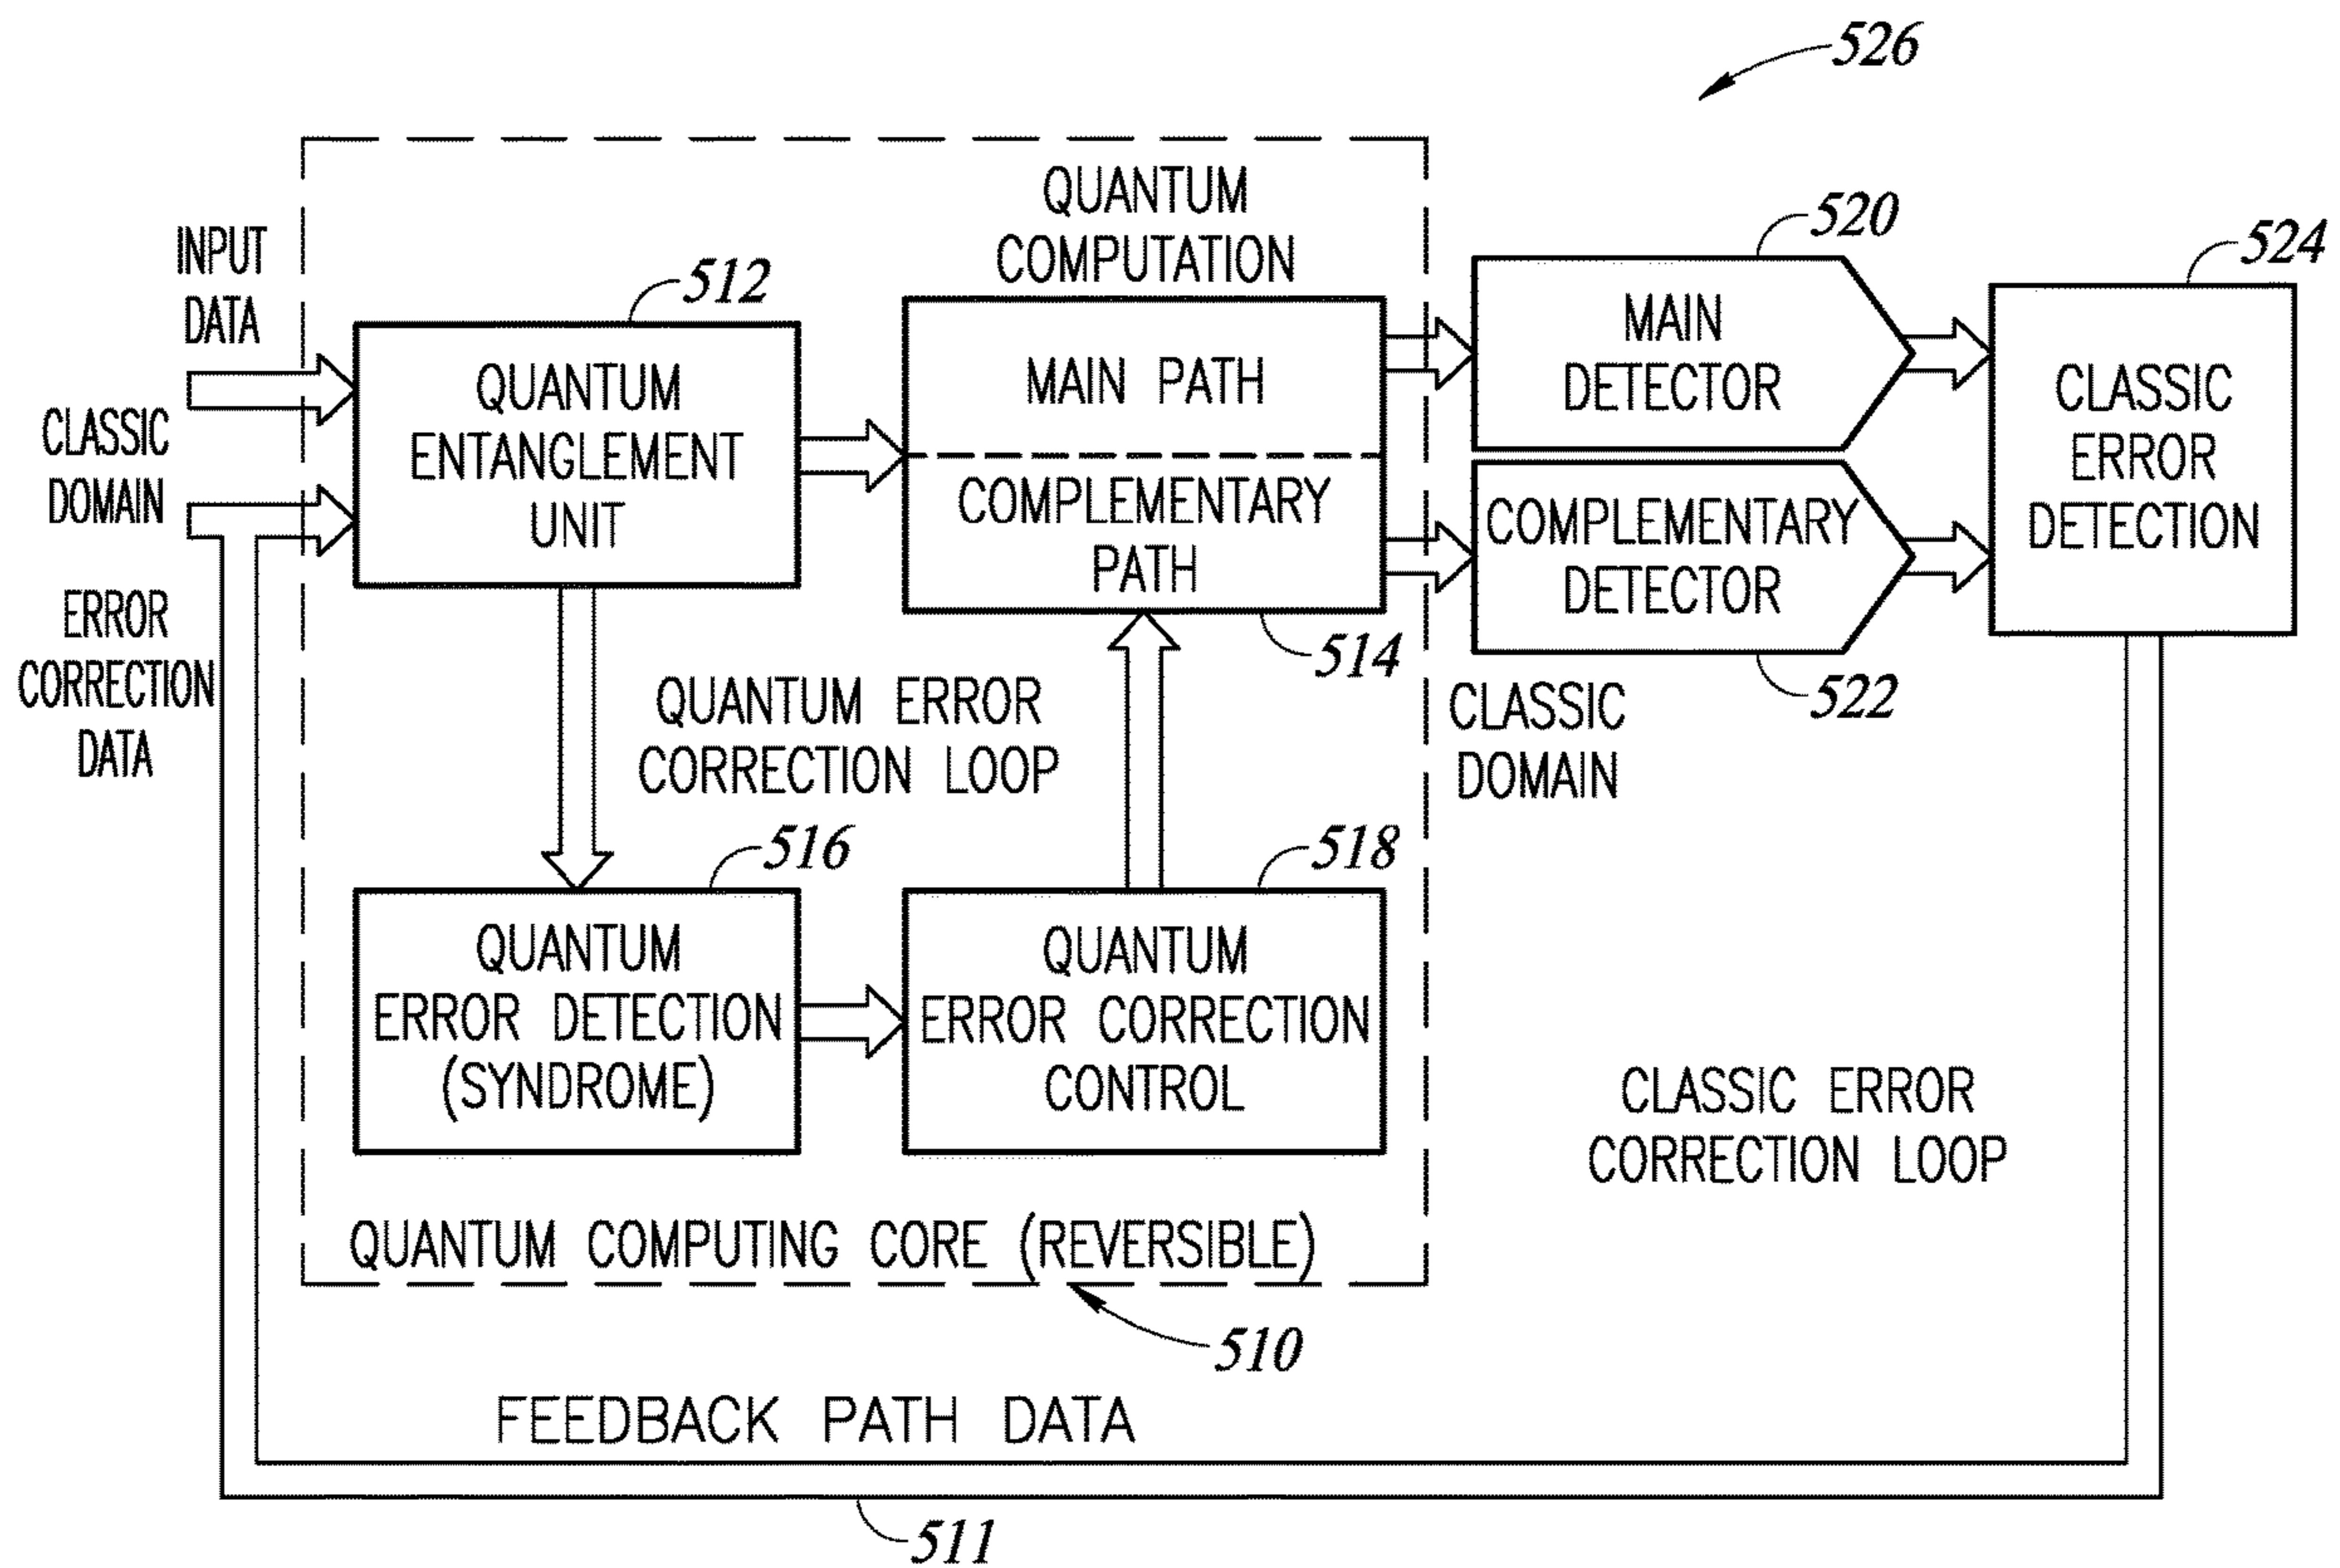 526
INPUT
DATA
CLASSIC
DOMAIN
ERROR
CORRECTION
DATA
512
QUANTUM
ENTANGLEMENT
UNIT
QUANTUM
COMPUTATION
MAIN PATH
COMPLEMENTARY
PATH
514
520
MAIN
DETECTOR
COMPLEMENTARY
DETECTOR
522
524
CLASSIC
ERROR
DETECTION
QUANTUM ERROR
CORRECTION LOOP
CLASSIC
DOMAIN
516
QUANTUM
ERROR DETECTION
(SYNDROME)
518
QUANTUM
ERROR CORRECTION
CONTROL
CLASSIC ERROR
CORRECTION LOOP
QUANTUM COMPUTING CORE (REVERSIBLE)
510
FEEDBACK PATH DATA
511